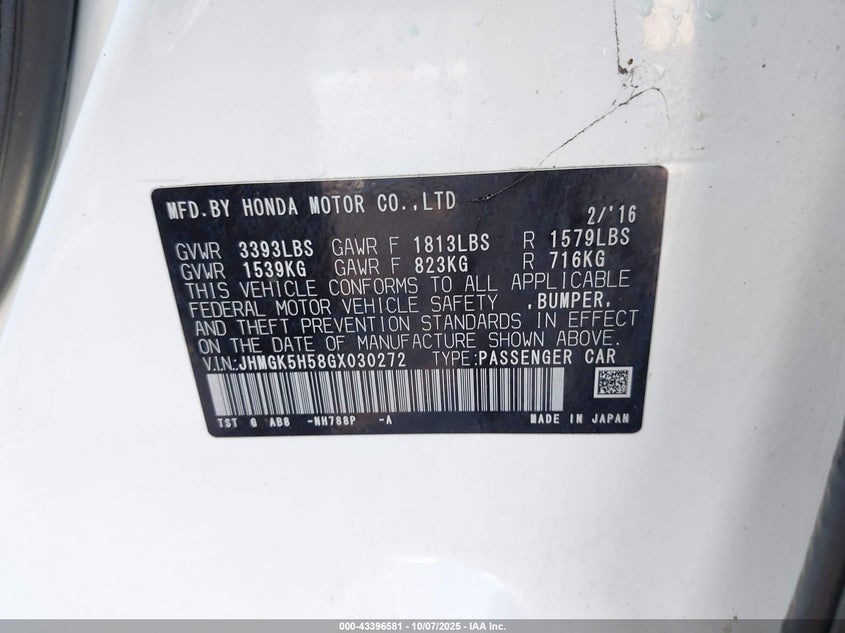 MFD.BY HONDA MOTOR CO.,LTD 2/'16
GVWR 3393LBS GAWR F 1813LBS R 1579LBS
GVWR 1539KG GAWR F 823KG R 716KG
THIS VEHICLE CONFORMS TO ALL APPLICABLE
FEDERAL MOTOR VEHICLE SAFETY ,BUMPER,
AND THEFT PREVENTION STANDARDS IN EFFECT
ON THE DATE OF MANUFACTURE SHOWN ABOVE.
V.I.N:JHMGK5H58GX030272 TYPE:PASSENGER CAR
TST G AB8 -NH788P -A MADE IN JAPAN
000-43396581 - 10/07/2025 - IAA Inc.